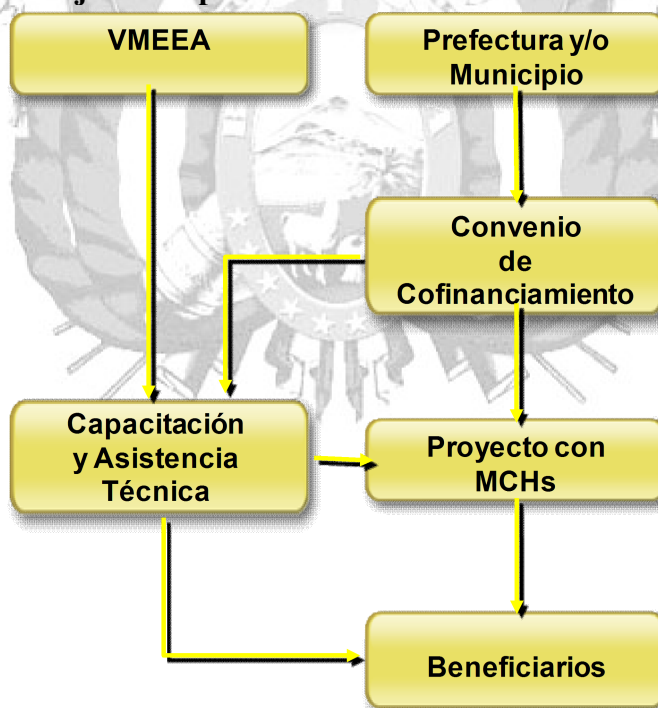 VMEEA
Prefectura y/o
Municipio
Convenio
de
Cofinanciamiento
Capacitación
y Asistencia
Técnica
Proyecto con
MCHs
Beneficiarios